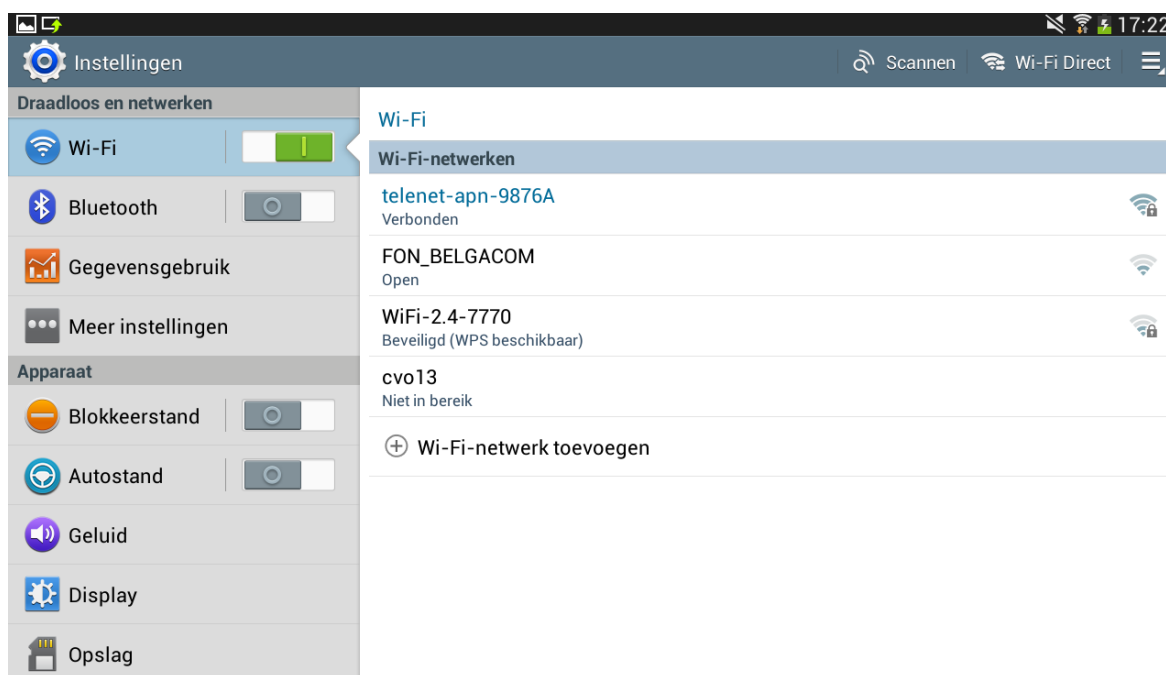 17:22
Instellingen
Scannen
Wi-Fi Direct
Draadloos en netwerken
Wi-Fi
Bluetooth
Gegevensgebruik
Meer instellingen
Apparaat
Blokkeerstand
Autostand
Geluid
Display
Opslag
Wi-Fi
Wi-Fi-netwerken
telenet-apn-9876A
Verbonden
FON_BELGACOM
Open
WiFi-2.4-7770
Beveiligd (WPS beschikbaar)
cvo13
Niet in bereik
Wi-Fi-netwerk toevoegen